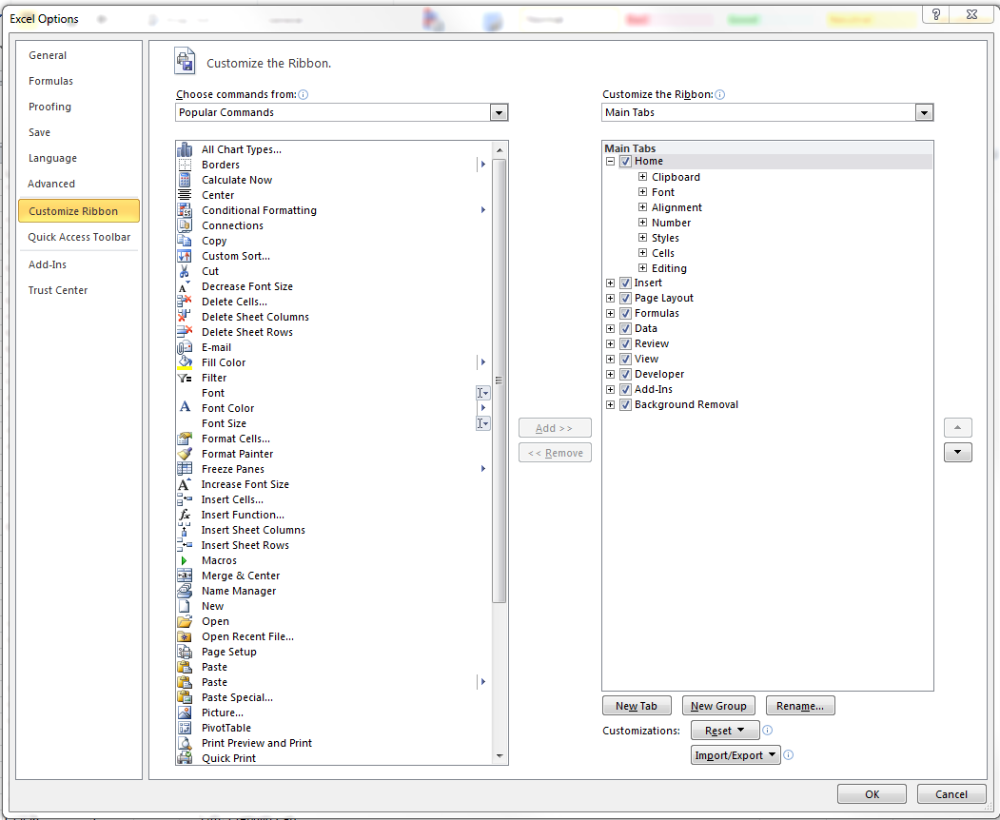 Excel Options
General
Formulas
Proofing
Save
Language
Advanced
Customize Ribbon
Quick Access Toolbar
Add-Ins
Trust Center
Customize the Ribbon.
Choose commands from:
Popular Commands
All Chart Types...
Borders
Calculate Now
Center
Conditional Formatting
Connections
Copy
Custom Sort...
Cut
Decrease Font Size
Delete Cells...
Delete Sheet Columns
Delete Sheet Rows
E-mail
Fill Color
Filter
Font
Font Color
Font Size
Format Cells...
Format Painter
Freeze Panes
Increase Font Size
Insert Cells...
Insert Function...
Insert Sheet Columns
Insert Sheet Rows
Macros
Merge & Center
Name Manager
New
Open
Open Recent File...
Page Setup
Paste
Paste
Paste Special...
Picture...
PivotTable
Print Preview and Print
Quick Print
Add >>
<< Remove
Customize the Ribbon:
Main Tabs
Main Tabs
Home
Clipboard
Font
Alignment
Number
Styles
Cells
Editing
Insert
Page Layout
Formulas
Data
Review
View
Developer
Add-Ins
Background Removal
New Tab New Group Rename...
Customizations: Reset
Import/Export
OK Cancel